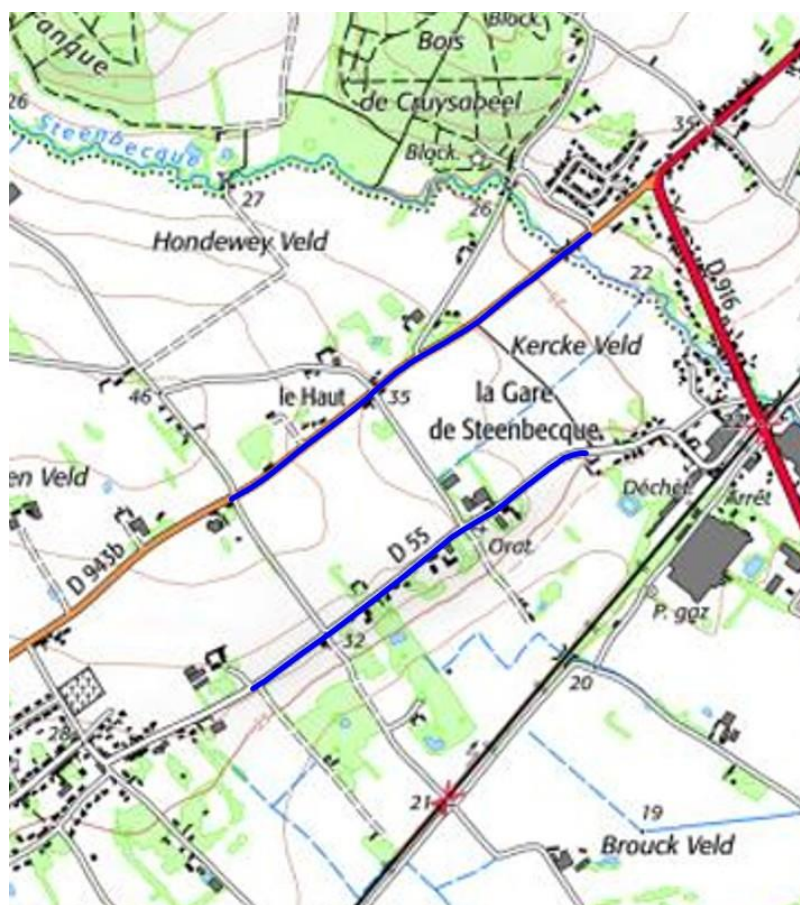 Block.
Bois
de Cruysabeel
Block.
26
Steenbecque
35
27
26
Hondewey Veld
22
D 916
Kercke Veld
46
le Haut
35
la Gare
de Steenbecque
en Veld
Déchèt.
Arrêt
D 943b
D 55
Orat.
P. gaz
32
20
28
21
19
Brouck Veld